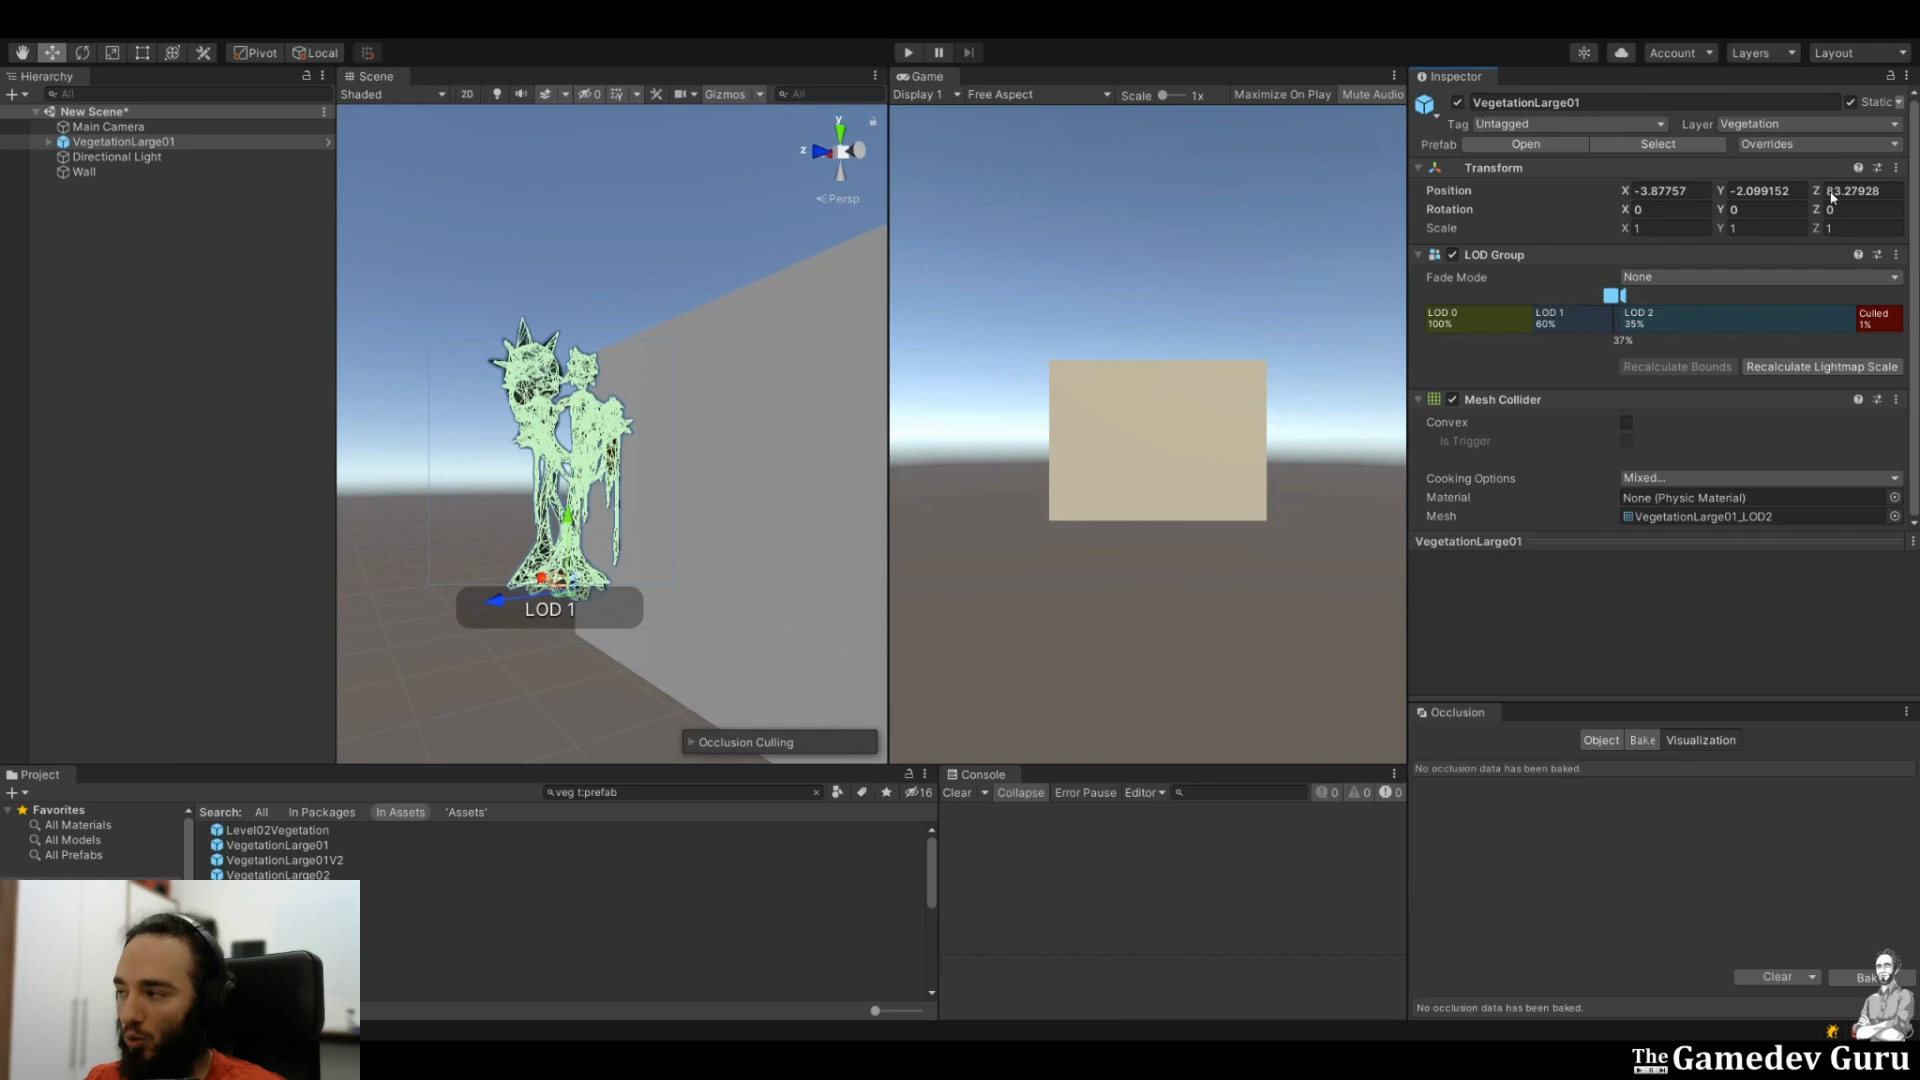 Pivot Local
Account Layers Layout
Hierarchy
All
New Scene*
Main Camera
VegetationLarge01
Directional Light
Wall
Scene
Shaded 2D 0 Gizmos All
y
z
Persp
LOD 1
Occlusion Culling
Game
Display 1 Free Aspect Scale 1x Maximize On Play Mute Audio
Inspector
VegetationLarge01 Static
Tag Untagged Layer Vegetation
Prefab Open Select Overrides
Transform
Position X -3.87757 Y -2.099152 Z 83.27928
Rotation X 0 Y 0 Z 0
Scale X 1 Y 1 Z 1
LOD Group
Fade Mode None
LOD 0 LOD 1 LOD 2 Culled
100% 60% 35% 1%
37%
Recalculate Bounds Recalculate Lightmap Scale
Mesh Collider
Convex
Is Trigger
Cooking Options Mixed...
Material None (Physic Material)
Mesh VegetationLarge01_LOD2
VegetationLarge01
Occlusion
Object Bake Visualization
No occlusion data has been baked.
Clear Bak
No occlusion data has been baked.
Project
veg t:prefab 16
Favorites
All Materials
All Models
All Prefabs
Search: All In Packages In Assets 'Assets'
Level02Vegetation
VegetationLarge01
VegetationLarge01V2
VegetationLarge02
Console
Clear Collapse Error Pause Editor 0 0 0
The Gamedev Guru